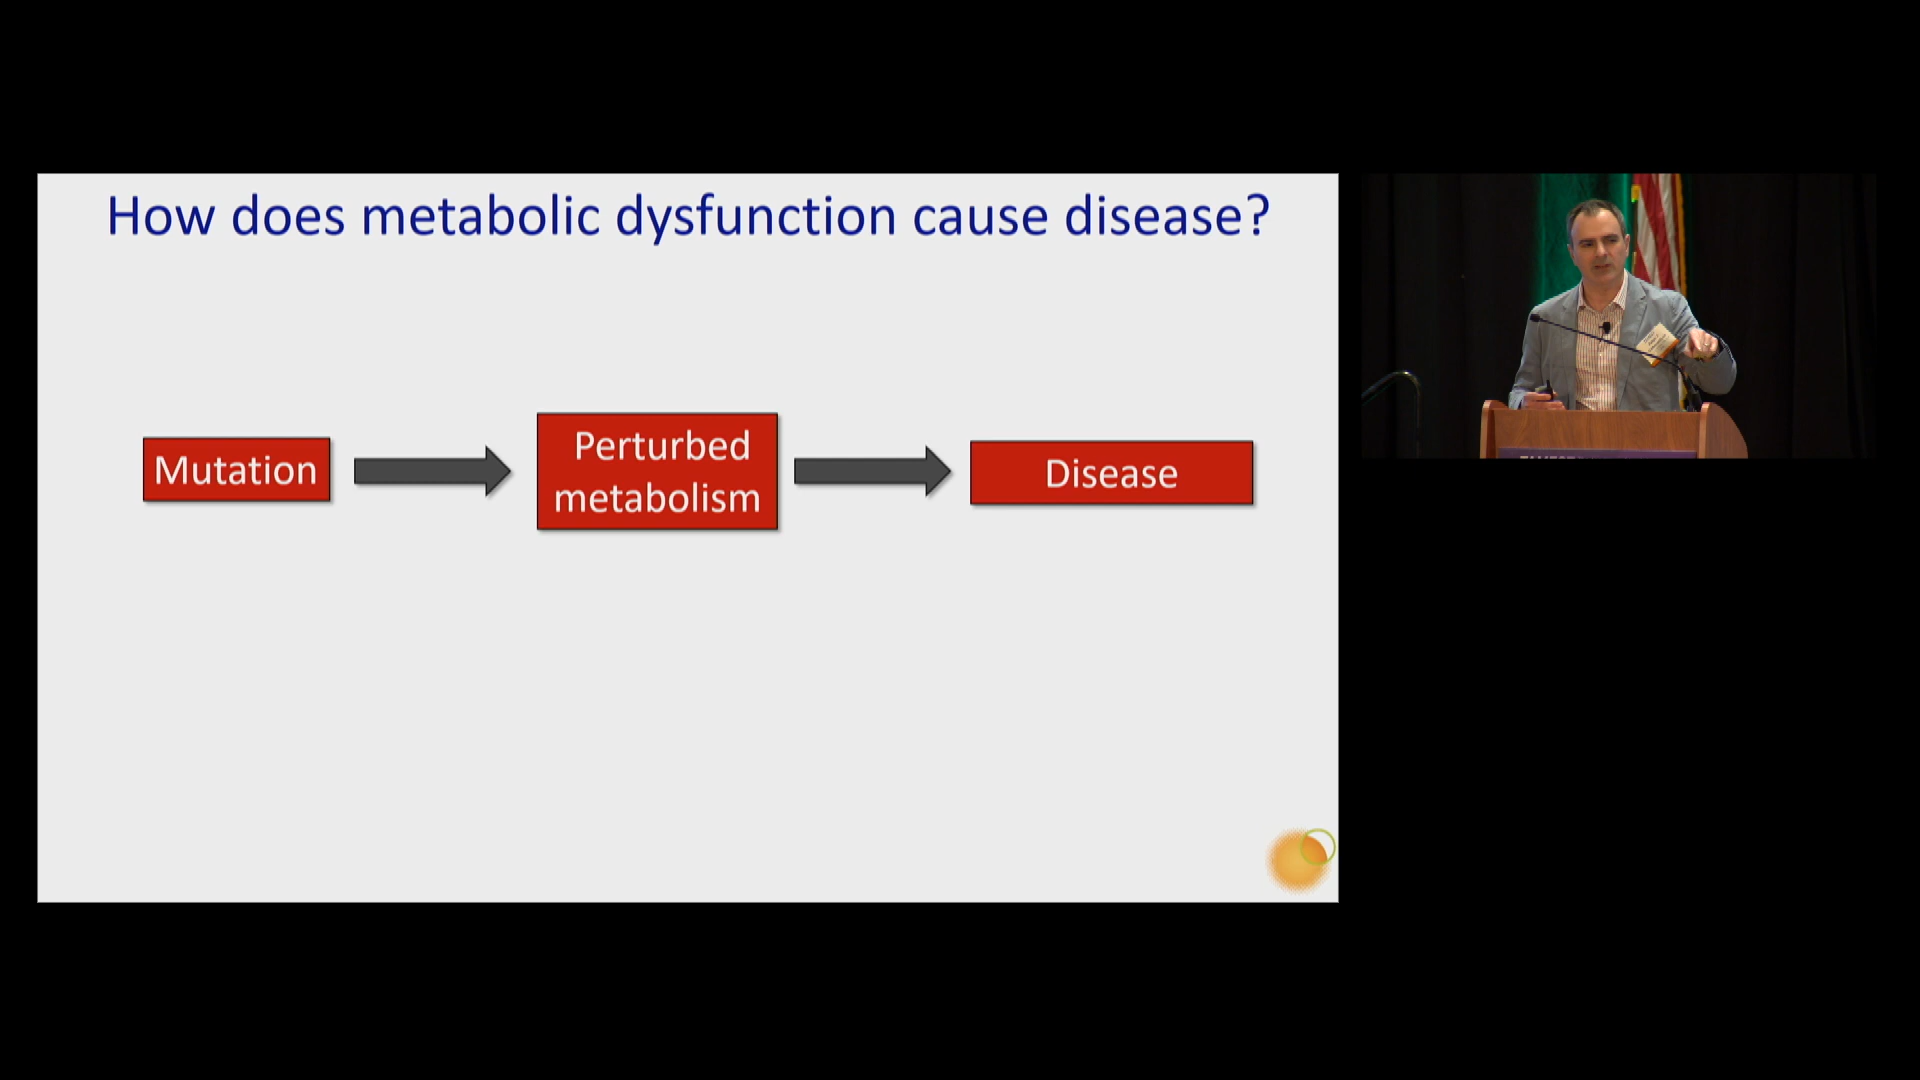 How does metabolic dysfunction cause disease?
Mutation
Perturbed
metabolism
Disease